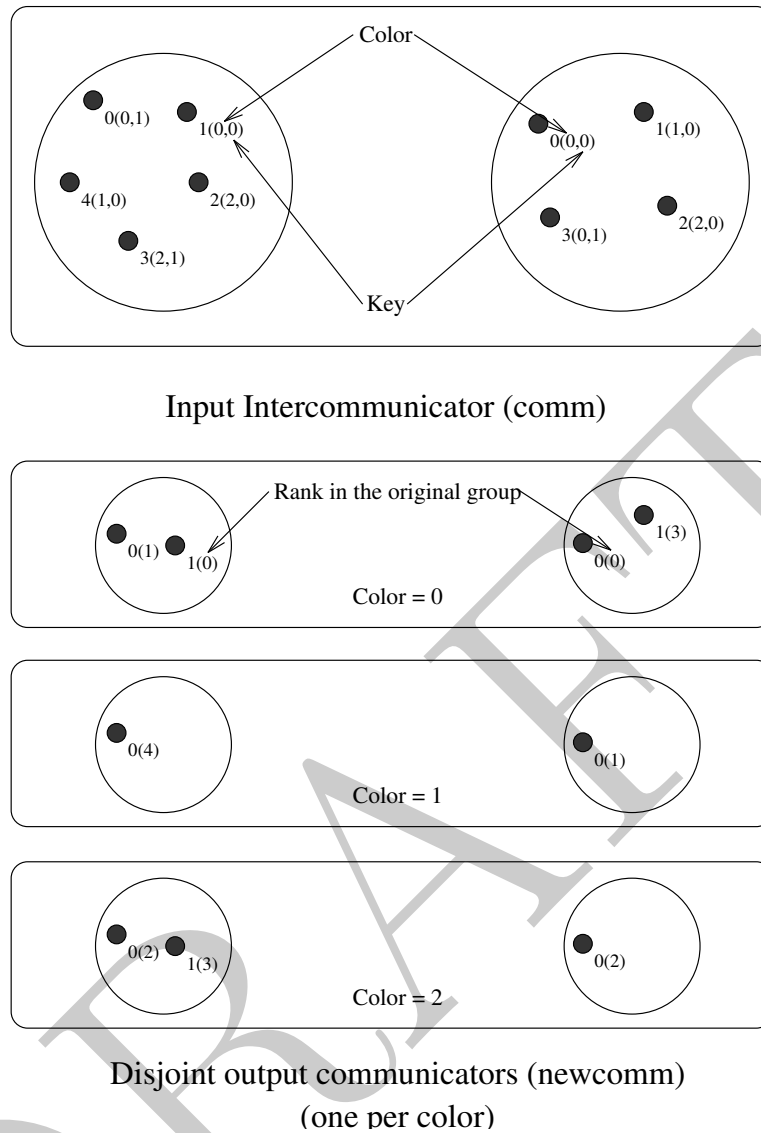 Color
0(0,1)
1(0,0)
4(1,0)
2(2,0)
3(2,1)
0(0,0)
1(1,0)
3(0,1)
2(2,0)
Key
Input Intercommunicator (comm)
Rank in the original group
0(1)
1(0)
0(0)
1(3)
Color = 0
0(4)
0(1)
Color = 1
0(2)
1(3)
0(2)
Color = 2
Disjoint output communicators (newcomm)
(one per color)
DRAFT